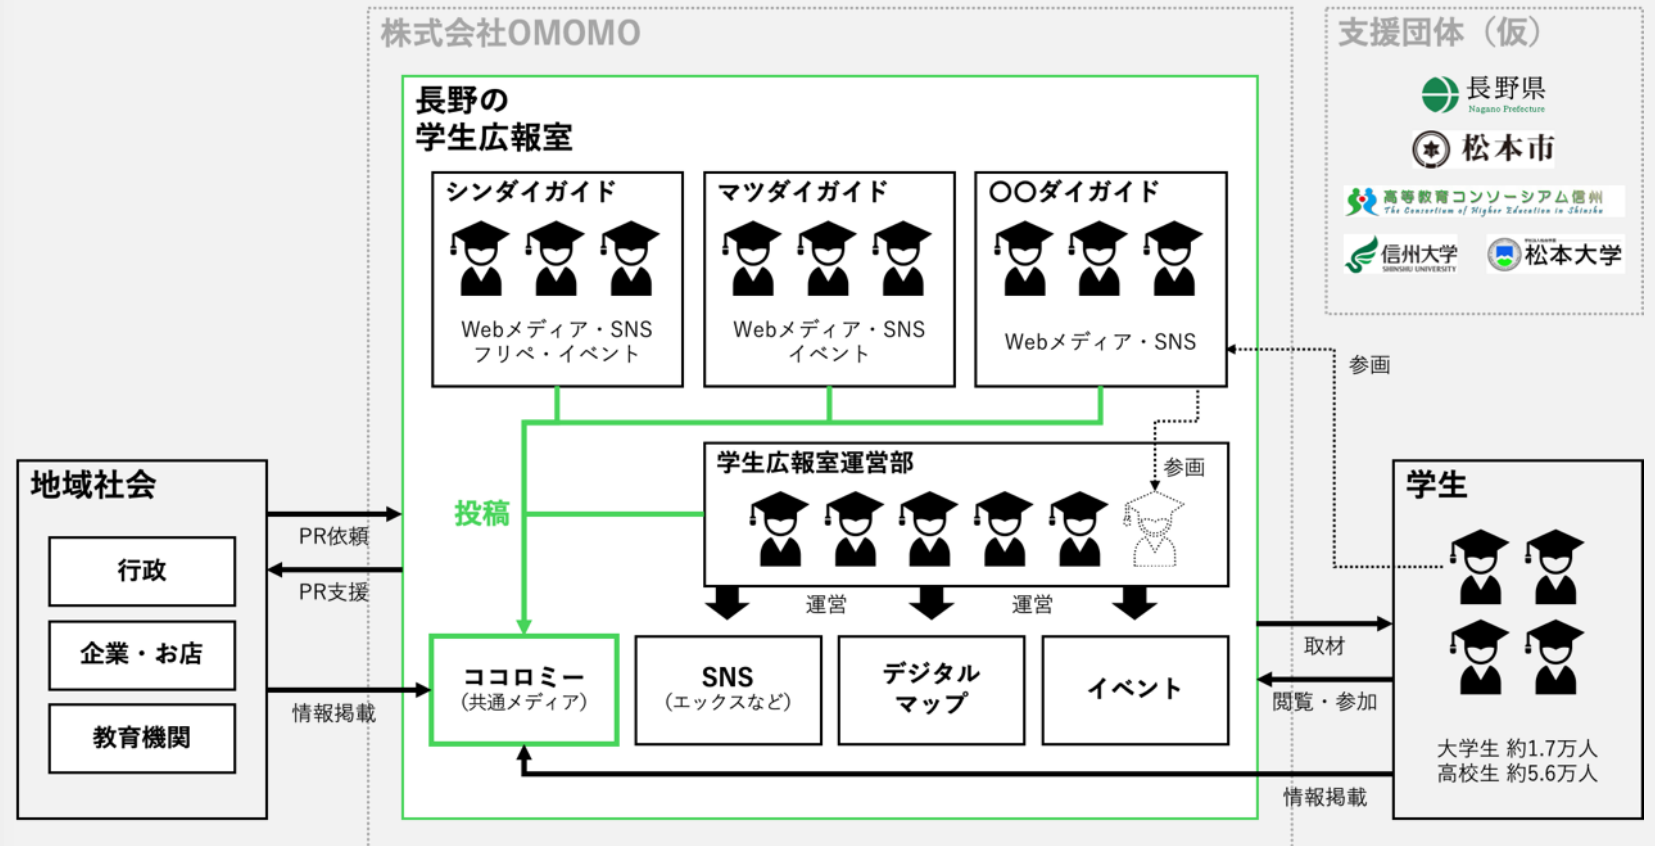 株式会社OMOMO
支援団体（仮）
長野県
Nagano Prefecture
松本市
高等教育コンソーシアム信州
The Consortium of Higher Education in Shinshu
信州大学
SHINSHU UNIVERSITY
松本大学
長野の
学生広報室
シンダイガイド
Webメディア・SNS
フリペ・イベント
マツダイガイド
Webメディア・SNS
イベント
〇〇ダイガイド
Webメディア・SNS
参画
学生広報室運営部
参画
投稿
運営
運営
地域社会
行政
企業・お店
教育機関
PR依頼
PR支援
情報掲載
ココロミー
（共通メディア）
SNS
（エックスなど）
デジタル
マップ
イベント
取材
閲覧・参加
情報掲載
学生
大学生 約1.7万人
高校生 約5.6万人